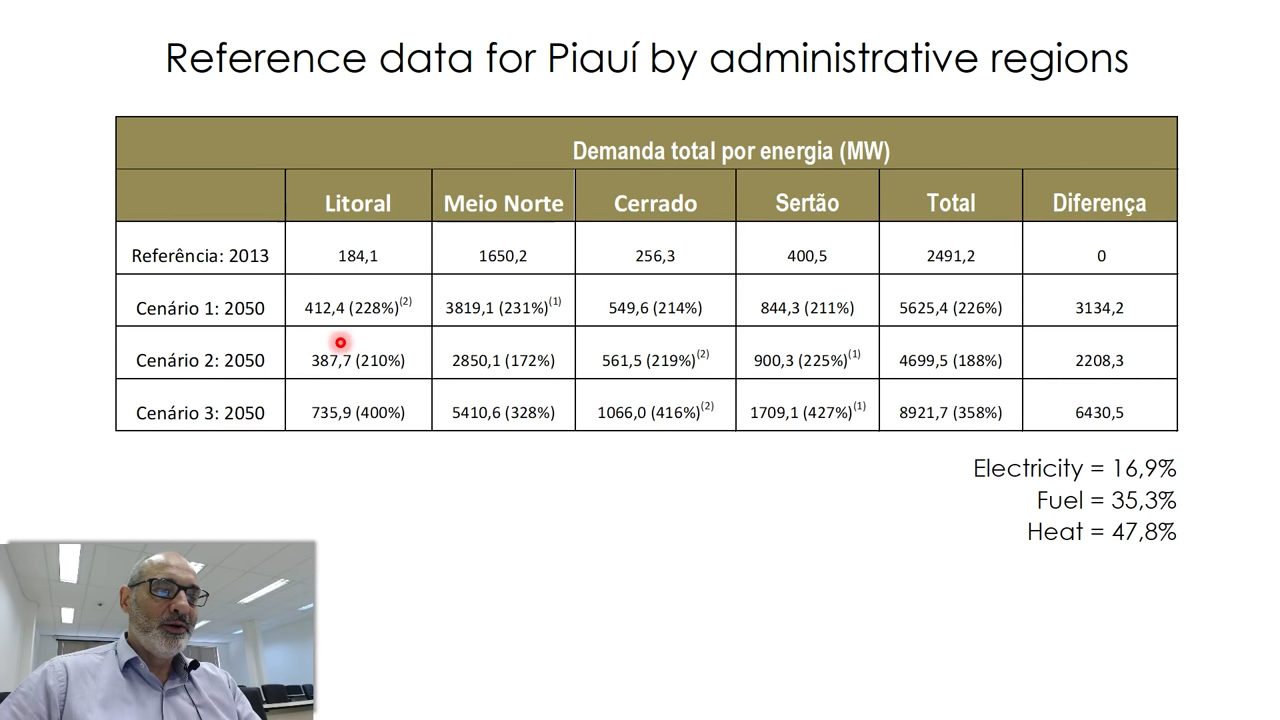 Reference data for Piauí by administrative regions
Demanda total por energia (MW)
Litoral Meio Norte Cerrado Sertão Total Diferença
Referência: 2013 184,1 1650,2 256,3 400,5 2491,2 0
Cenário 1: 2050 412,4 (228%)(2) 3819,1 (231%)(1) 549,6 (214%) 844,3 (211%) 5625,4 (226%) 3134,2
Cenário 2: 2050 387,7 (210%) 2850,1 (172%) 561,5 (219%)(2) 900,3 (225%)(1) 4699,5 (188%) 2208,3
Cenário 3: 2050 735,9 (400%) 5410,6 (328%) 1066,0 (416%)(2) 1709,1 (427%)(1) 8921,7 (358%) 6430,5
Electricity = 16,9%
Fuel = 35,3%
Heat = 47,8%